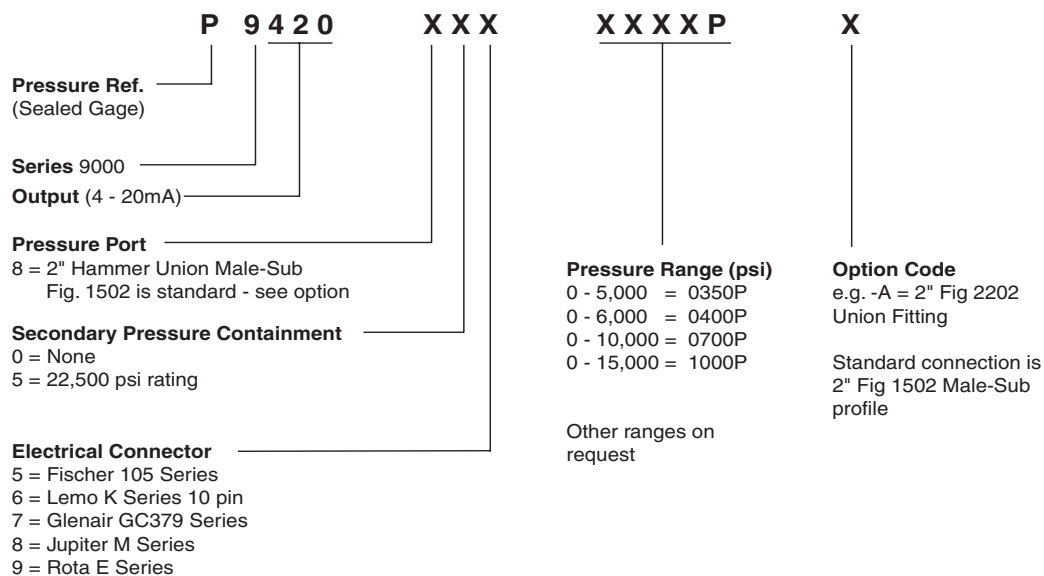 P 9 4 2 0 X X X X X X X P X
Pressure Ref.
(Sealed Gage)
Series 9000
Output (4 - 20mA)
Pressure Port
8 = 2" Hammer Union Male-Sub
Fig. 1502 is standard - see option
Secondary Pressure Containment
0 = None
5 = 22,500 psi rating
Electrical Connector
5 = Fischer 105 Series
6 = Lemo K Series 10 pin
7 = Glenair GC379 Series
8 = Jupiter M Series
9 = Rota E Series
Pressure Range (psi)
0 - 5,000 = 0350P
0 - 6,000 = 0400P
0 - 10,000 = 0700P
0 - 15,000 = 1000P
Other ranges on
request
Option Code
e.g. -A = 2" Fig 2202
Union Fitting
Standard connection is
2" Fig 1502 Male-Sub
profile